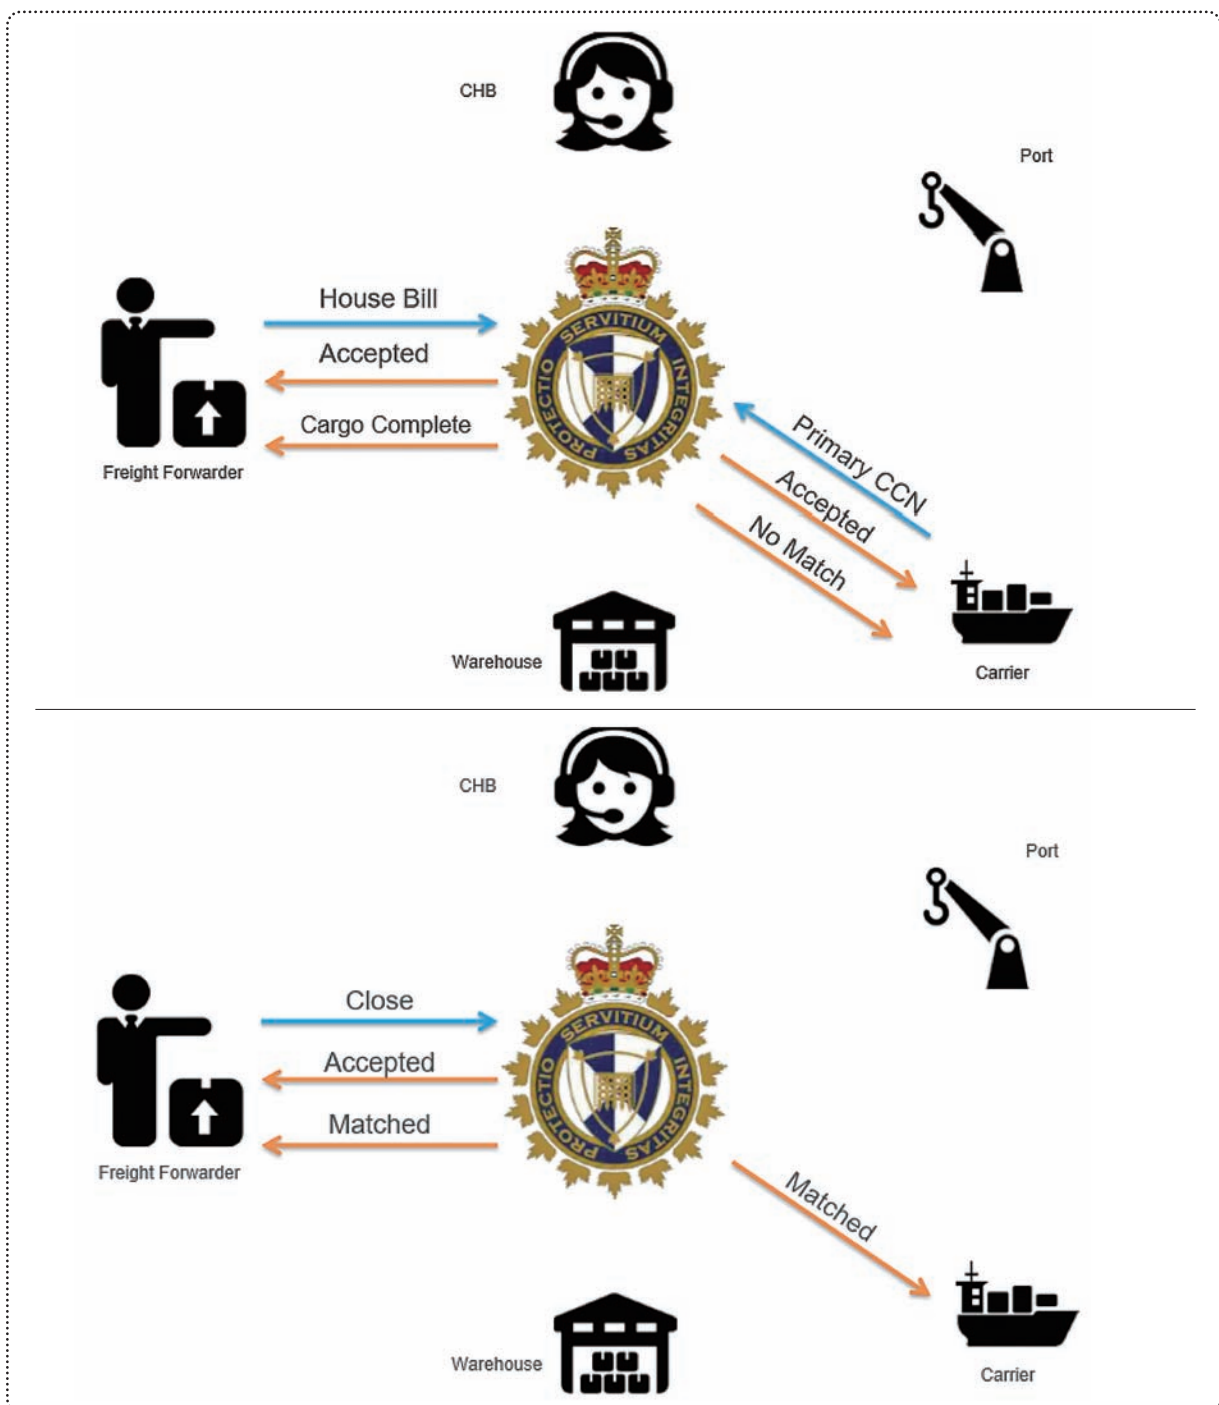 CHB
Port
House Bill
Accepted
Cargo Complete
Freight Forwarder
PROTECTIO SERVITIUM INTEGRITAS
Primary CCN
Accepted
No Match
Warehouse
Carrier
CHB
Port
Close
Accepted
Matched
Freight Forwarder
PROTECTIO SERVITIUM INTEGRITAS
Matched
Warehouse
Carrier